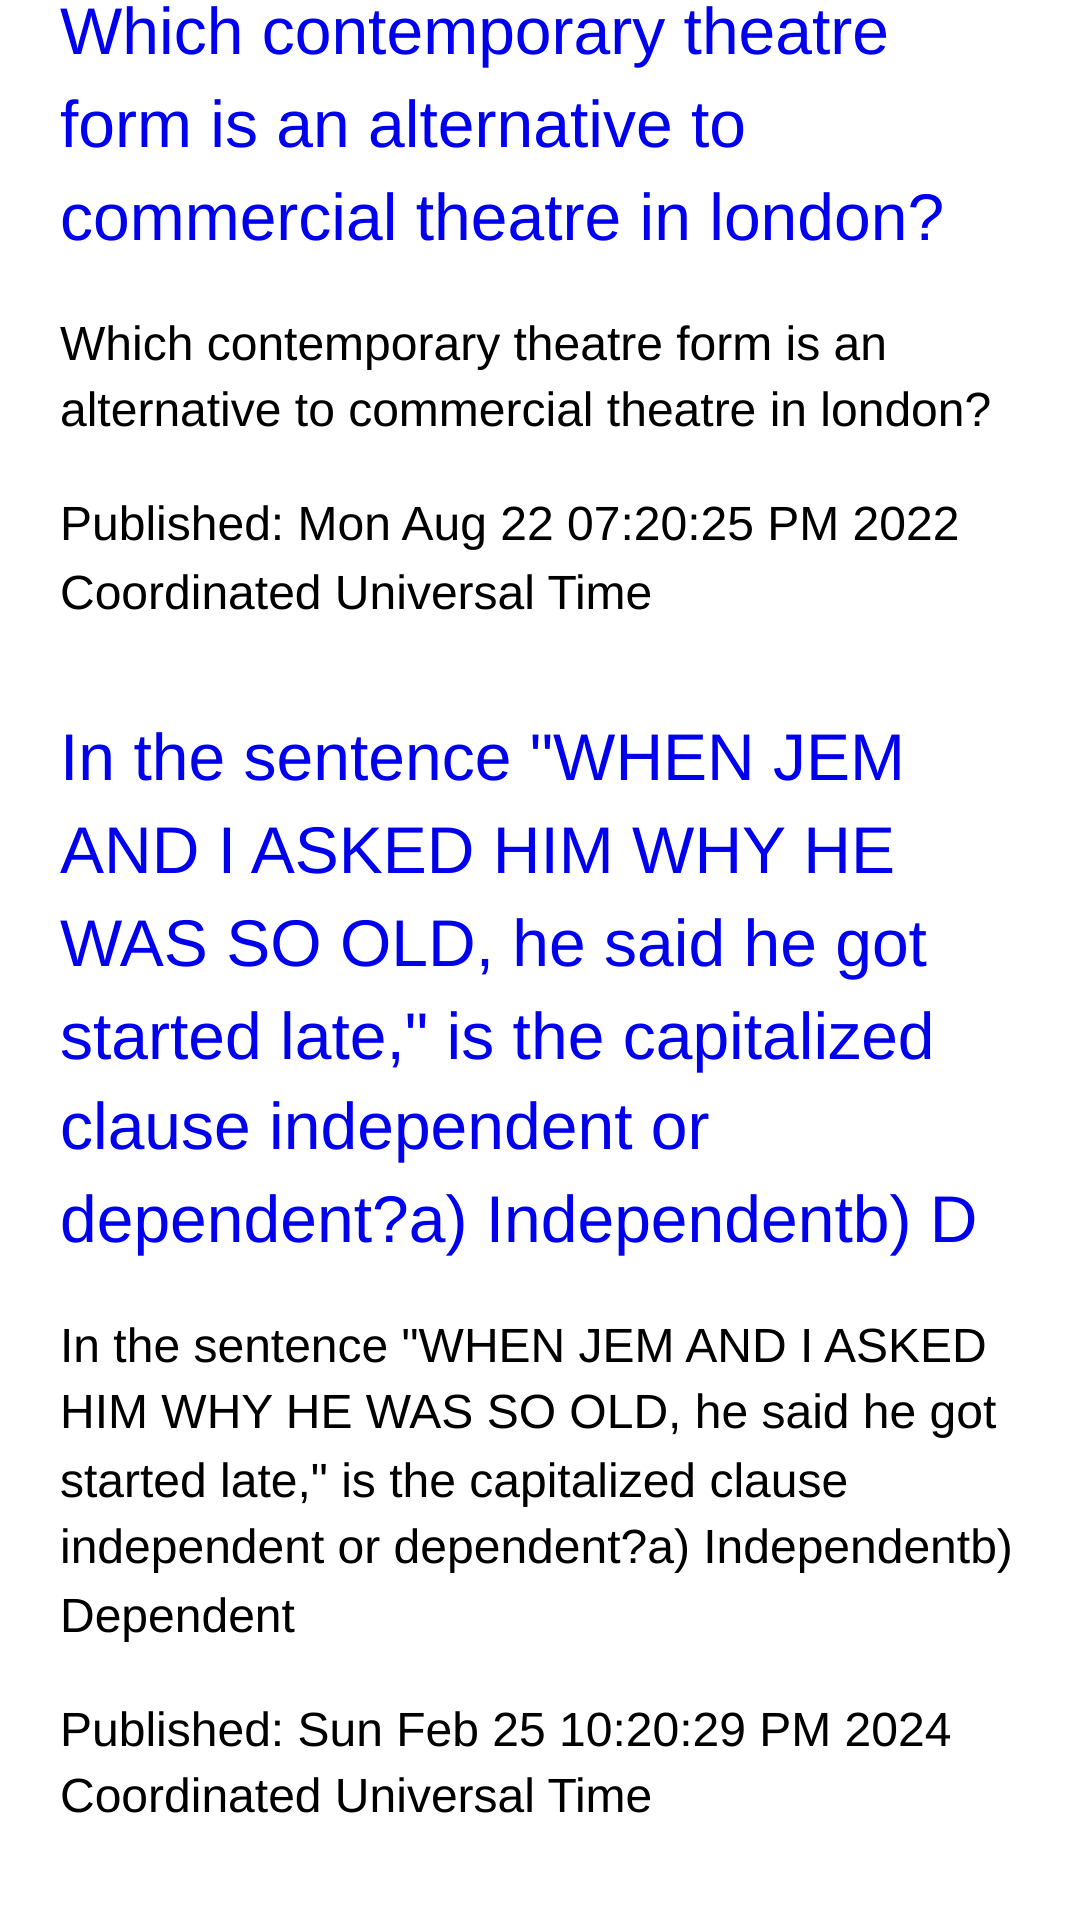 Which contemporary theatre
form is an alternative to
commercial theatre in london?
Which contemporary theatre form is an
alternative to commercial theatre in london?
Published: Mon Aug 22 07:20:25 PM 2022
Coordinated Universal Time
In the sentence "WHEN JEM
AND I ASKED HIM WHY HE
WAS SO OLD, he said he got
started late," is the capitalized
clause independent or
dependent?a) Independentb) D
In the sentence "WHEN JEM AND I ASKED
HIM WHY HE WAS SO OLD, he said he got
started late," is the capitalized clause
independent or dependent?a) Independentb)
Dependent
Published: Sun Feb 25 10:20:29 PM 2024
Coordinated Universal Time